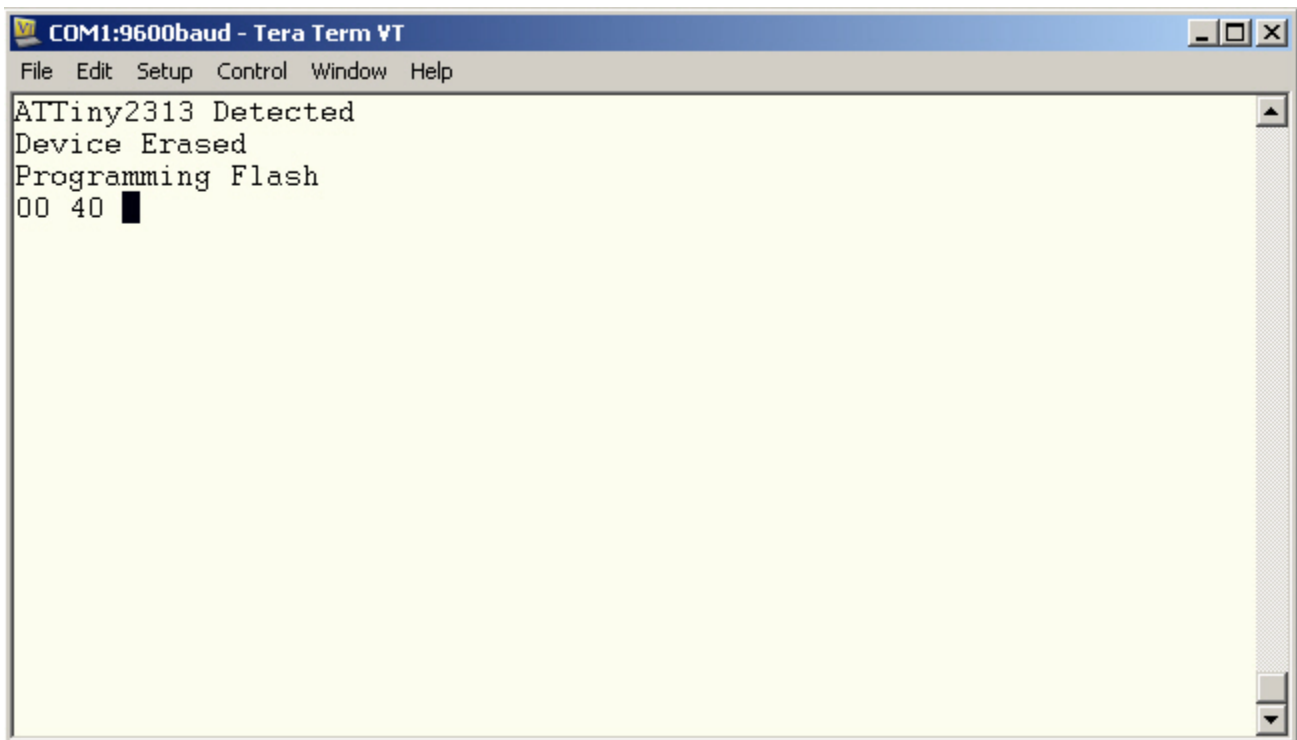 COM1:9600baud - Tera Term VT
File Edit Setup Control Window Help
ATTiny2313 Detected
Device Erased
Programming Flash
00 40